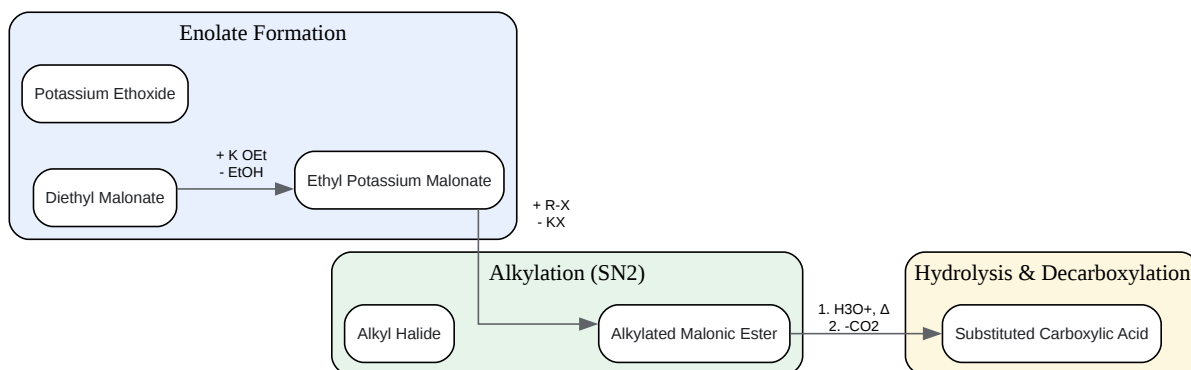 Enolate Formation
Potassium Ethoxide
Diethyl Malonate
+ K OEt
- EtOH
Ethyl Potassium Malonate
+ R-X
- KX
Alkylation (SN2)
Alkyl Halide
Alkylated Malonic Ester
1. H3O+, Δ
2. -CO2
Hydrolysis & Decarboxylation
Substituted Carboxylic Acid